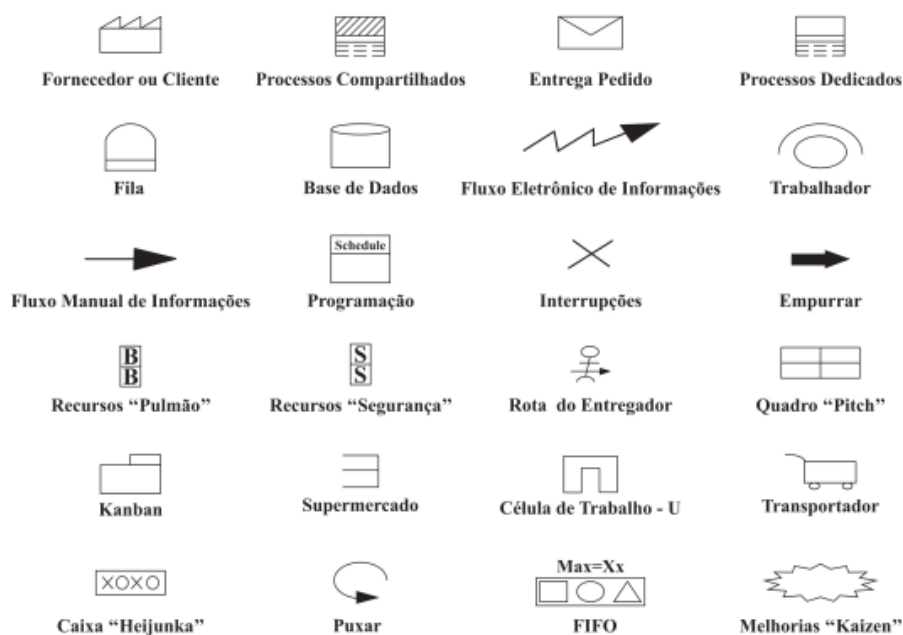 Fornecedor ou Cliente
Processos Compartilhados
Entrega Pedido
Processos Dedicados
Fila
Base de Dados
Fluxo Eletrônico de Informações
Trabalhador
Schedule
Fluxo Manual de Informações
Programação
Interrupções
Empurrar
B
B
S
S
Recursos “Pulmão”
Recursos “Segurança”
Rota do Entregador
Quadro “Pitch”
Kanban
Supermercado
Célula de Trabalho - U
Transportador
XOXO
Max=Xx
Caixa “Heijunka”
Puxar
FIFO
Melhorias “Kaizen”